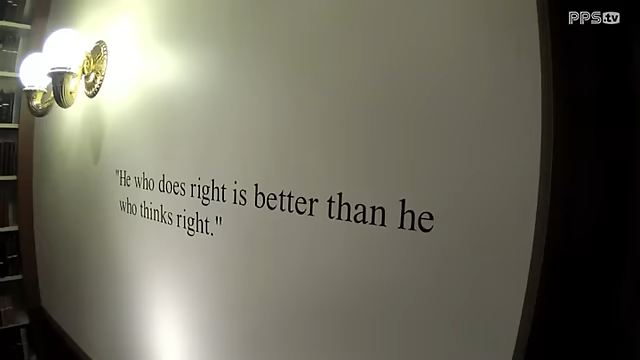 PPS.tv
"He who does right is better than he
who thinks right."